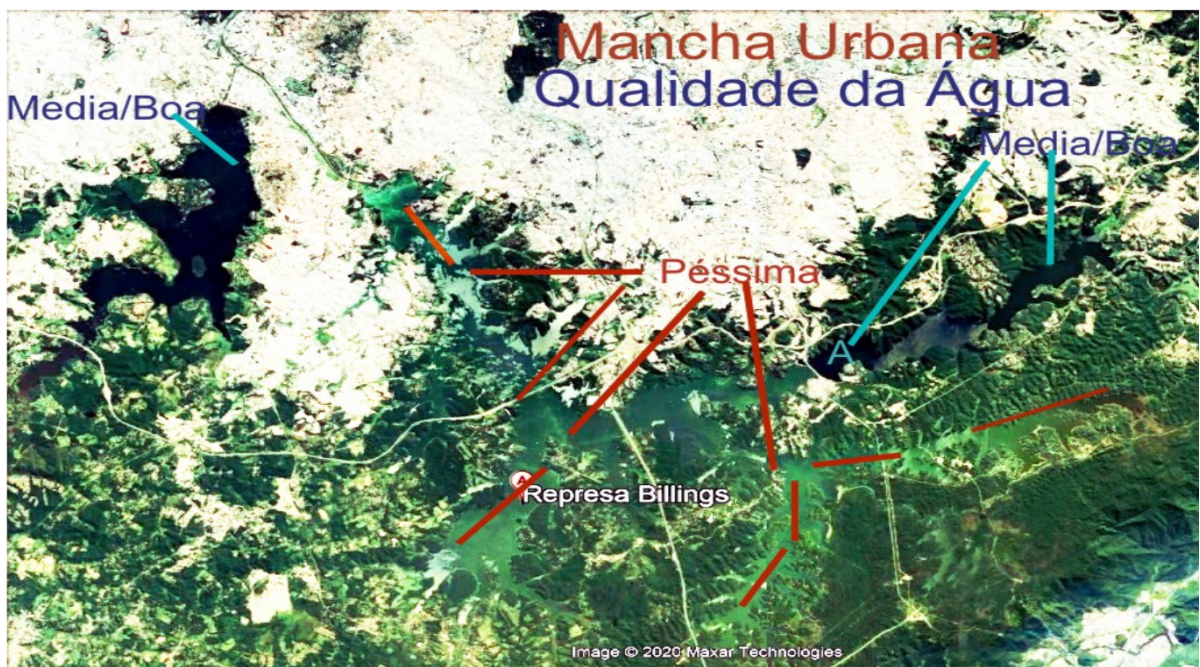 Mancha Urbana
Qualidade da Água
Media/Boa
Media/Boa
Péssima
A
A
Represa Billings
Image © 2020 Maxar Technologies